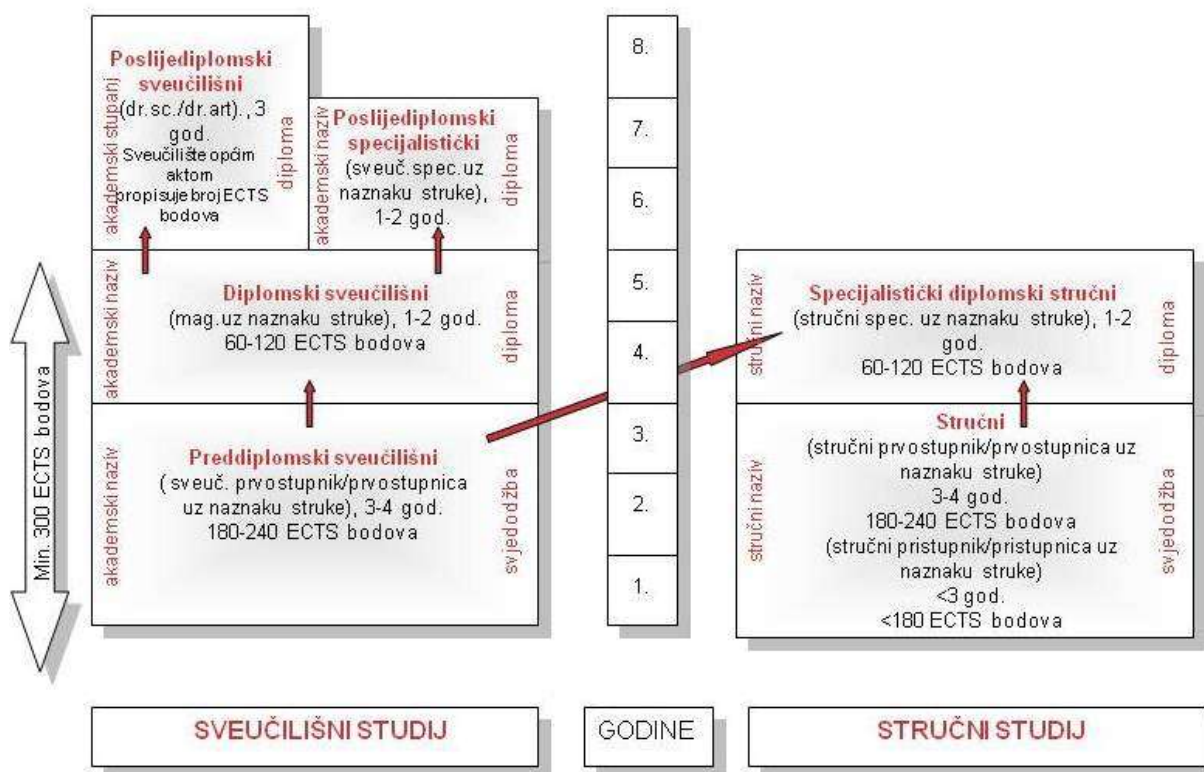 Poslijediplomski
sveučilišni
(dr.sc./dr.art)., 3
god.
Sveučilište općim
aktom
propisuje broj ECTS
bodova
akademski stupanj
diploma
Poslijediplomski
specijalistički
(sveuč.spec.uz
naznaku struke),
1-2 god.
akademski naziv
diploma
Diplomski sveučilišni
(mag.uz naznaku struke), 1-2 god.
60-120 ECTS bodova
akademski naziv
diploma
Preddiplomski sveučilišni
(sveuč. prvostupnik/prvostupnica
uz naznaku struke), 3-4 god.
180-240 ECTS bodova
akademski naziv
svjedodžba
Min. 300 ECTS bodova
8.
7.
6.
5.
4.
3.
2.
1.
Specijalistički diplomski stručni
(stručni spec. uz naznaku struke), 1-2
god.
60-120 ECTS bodova
stručni naziv
diploma
Stručni
(stručni prvostupnik/prvostupnica uz
naznaku struke)
3-4 god.
180-240 ECTS bodova
(stručni pristupnik/pristupnica uz
naznaku struke)
<3 god.
<180 ECTS bodova
stručni naziv
svjedodžba
SVEUČILIŠNI STUDIJ
GODINE
STRUČNI STUDIJ